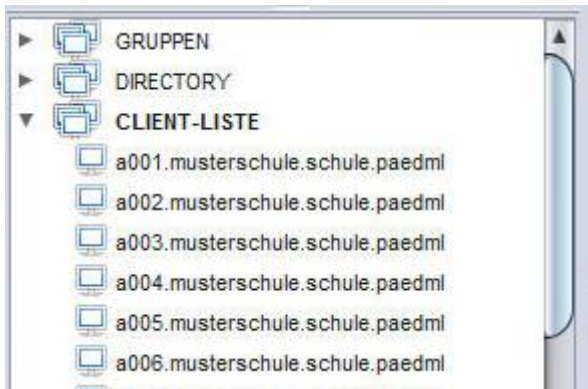 GRUPPEN
DIRECTORY
CLIENT-LISTE
a001.musterschule.schule.paedml
a002.musterschule.schule.paedml
a003.musterschule.schule.paedml
a004.musterschule.schule.paedml
a005.musterschule.schule.paedml
a006.musterschule.schule.paedml